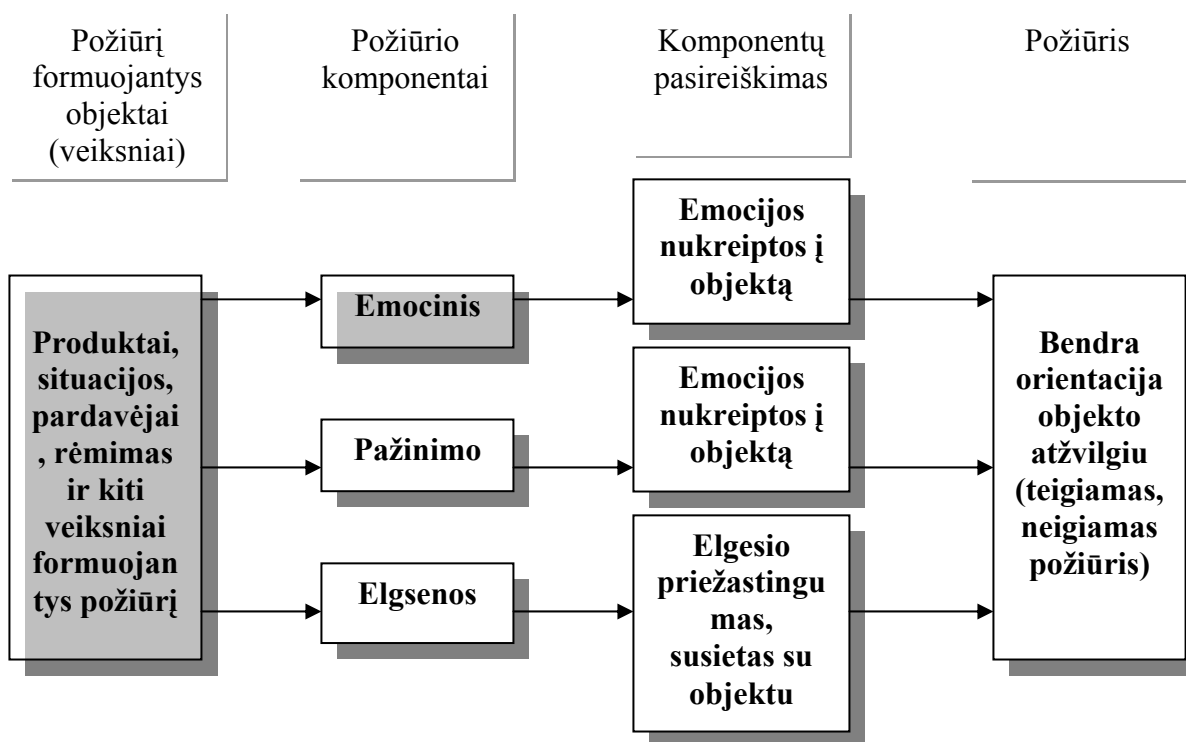 Požiūrį
formuojantys
objektai
(veiksniai)
Požiūrio
komponentai
Komponentų
pasireiškimas
Požiūris
Produktai,
situacijos,
pardavėjai
, rėmimas
ir kiti
veiksniai
formuojan
tys požiūrį
Emocinis
Pažinimo
Elgsenos
Emocijos
nukreiptos į
objektą
Emocijos
nukreiptos į
objektą
Elgesio
priežastingu
mas,
susietas su
objektu
Bendra
orientacija
objekto
atžvilgiu
(teigiamas,
neigiamas
požiūris)